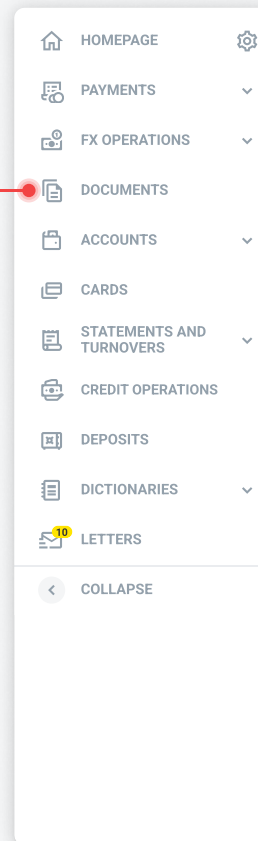 HOMEPAGE
PAYMENTS
FX OPERATIONS
DOCUMENTS
ACCOUNTS
CARDS
STATEMENTS AND
TURNOVERS
CREDIT OPERATIONS
DEPOSITS
DICTIONARIES
10
LETTERS
COLLAPSE